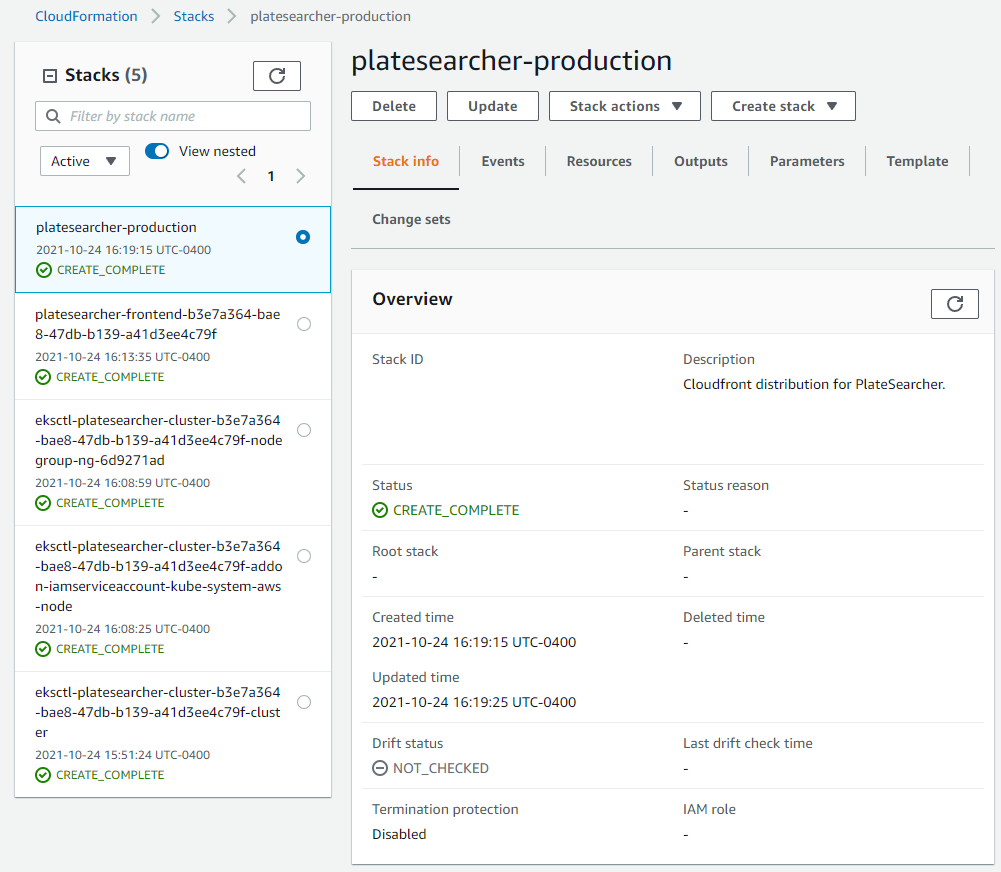 CloudFormation
Stacks
platesearcher-production
Stacks (5)
Filter by stack name
Active
View nested
1
platesearcher-production
2021-10-24 16:19:15 UTC-0400
CREATE_COMPLETE
platesearcher-frontend-b3e7a364-bae
8-47db-b139-a41d3ee4c79f
2021-10-24 16:13:35 UTC-0400
CREATE_COMPLETE
eksctl-platesearcher-cluster-b3e7a364
-bae8-47db-b139-a41d3ee4c79f-node
group-ng-6d9271ad
2021-10-24 16:08:59 UTC-0400
CREATE_COMPLETE
eksctl-platesearcher-cluster-b3e7a364
-bae8-47db-b139-a41d3ee4c79f-addo
n-iamserviceaccount-kube-system-aws
-node
2021-10-24 16:08:25 UTC-0400
CREATE_COMPLETE
eksctl-platesearcher-cluster-b3e7a364
-bae8-47db-b139-a41d3ee4c79f-clust
er
2021-10-24 15:51:24 UTC-0400
CREATE_COMPLETE
platesearcher-production
Delete
Update
Stack actions
Create stack
Stack info
Events
Resources
Outputs
Parameters
Template
Change sets
Overview
Stack ID
Description
Cloudfront distribution for PlateSearcher.
Status
CREATE_COMPLETE
Status reason
-
Root stack
-
Parent stack
-
Created time
2021-10-24 16:19:15 UTC-0400
Deleted time
-
Updated time
2021-10-24 16:19:25 UTC-0400
Drift status
NOT_CHECKED
Last drift check time
-
Termination protection
Disabled
IAM role
-